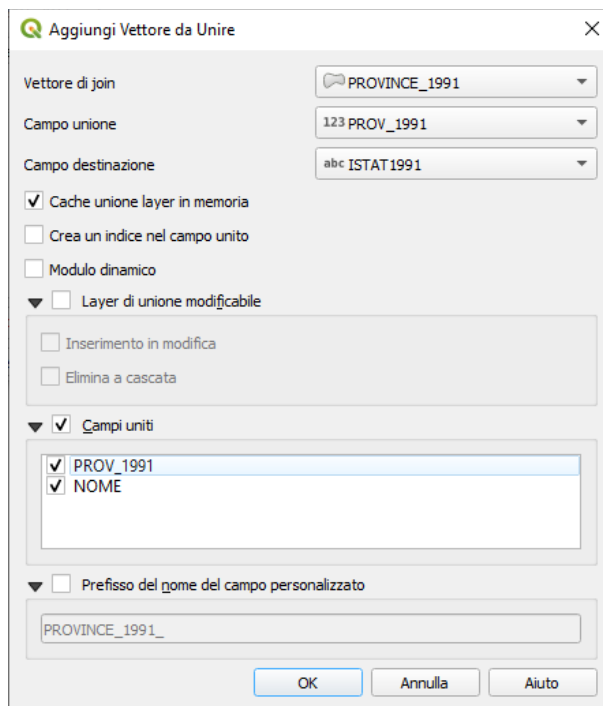 Aggiungi Vettore da Unire
Vettore di join PROVINCE_1991
Campo unione 123 PROV_1991
Campo destinazione abc ISTAT1991
Cache unione layer in memoria
Crea un indice nel campo unito
Modulo dinamico
Layer di unione modificabile
Inserimento in modifica
Elimina a cascata
Campi uniti
PROV_1991
NOME
Prefisso del nome del campo personalizzato
PROVINCE_1991_
OK Annulla Aiuto